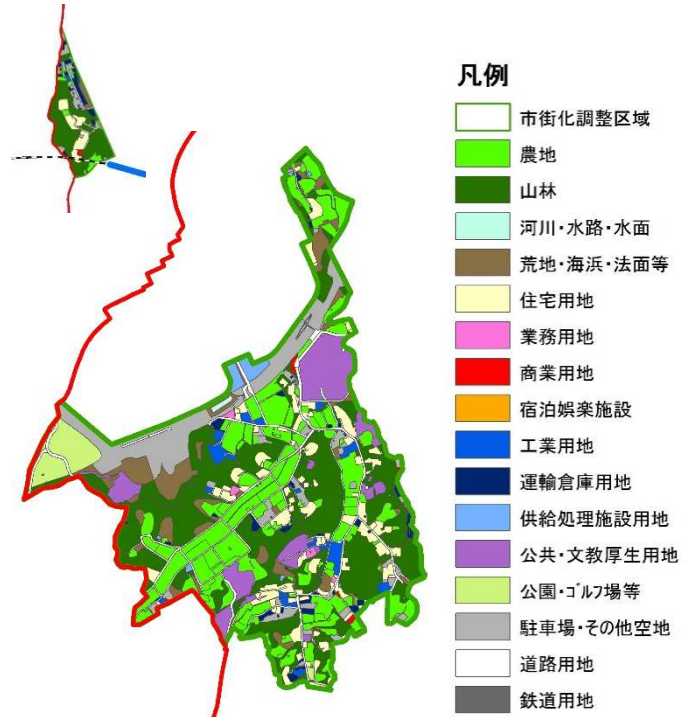 凡例
市街化調整区域
農地
山林
河川・水路・水面
荒地・海浜・法面等
住宅用地
業務用地
商業用地
宿泊娯楽施設
工業用地
運輸倉庫用地
供給処理施設用地
公共・文教厚生用地
公園・ゴルフ場等
駐車場・その他空地
道路用地
鉄道用地